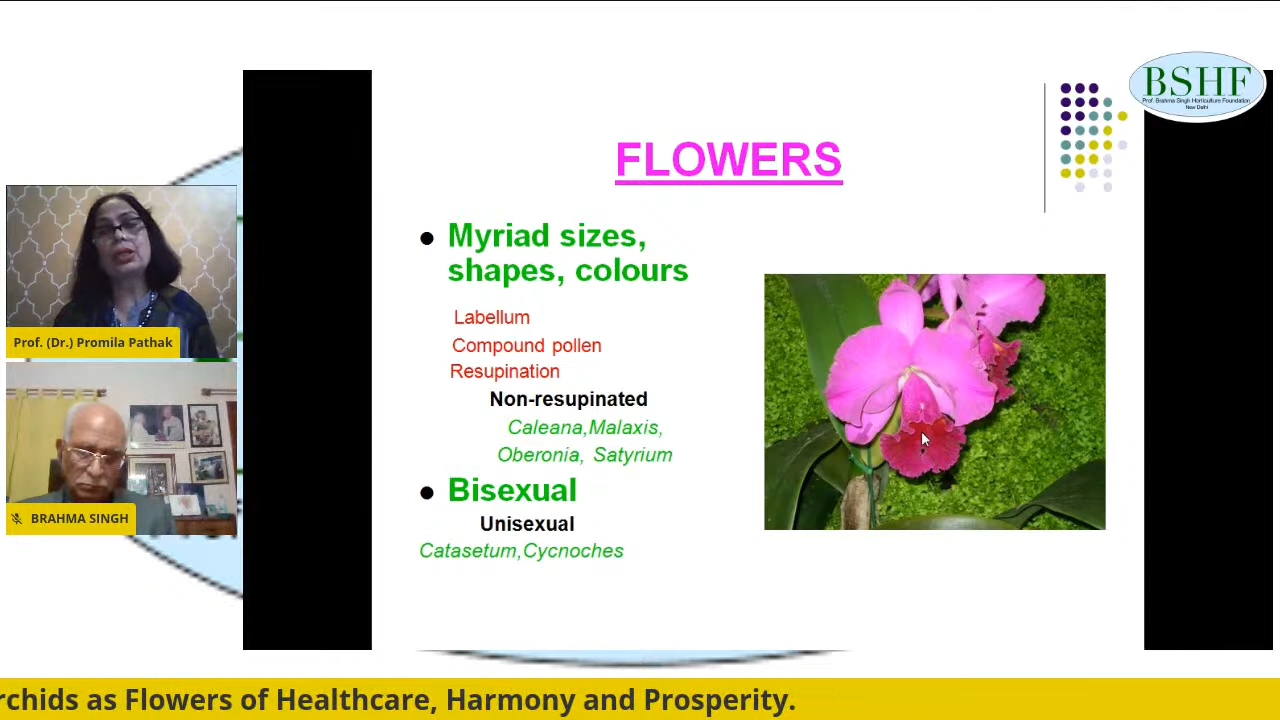 BSHF
Prof. Brahma Singh Horticulture Foundation
New Delhi
FLOWERS
Myriad sizes,
shapes, colours
Labellum
Compound pollen
Resupination
Non-resupinated
Caleana,Malaxis,
Oberonia, Satyrium
Bisexual
Unisexual
Catasetum,Cycnoches
Prof. (Dr.) Promila Pathak
BRAHMA SINGH
rchids as Flowers of Healthcare, Harmony and Prosperity.